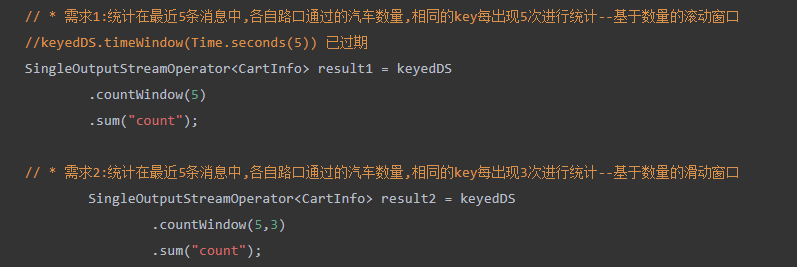 // * 需求1:统计在最近5条消息中,各自路口通过的汽车数量,相同的key每出现5次进行统计--基于数量的滚动窗口
//keyedDS.timeWindow(Time.seconds(5)) 已过期
SingleOutputStreamOperator<CartInfo> result1 = keyedDS
.countWindow(5)
.sum("count");
// * 需求2:统计在最近5条消息中,各自路口通过的汽车数量,相同的key每出现3次进行统计--基于数量的滑动窗口
SingleOutputStreamOperator<CartInfo> result2 = keyedDS
.countWindow(5,3)
.sum("count");